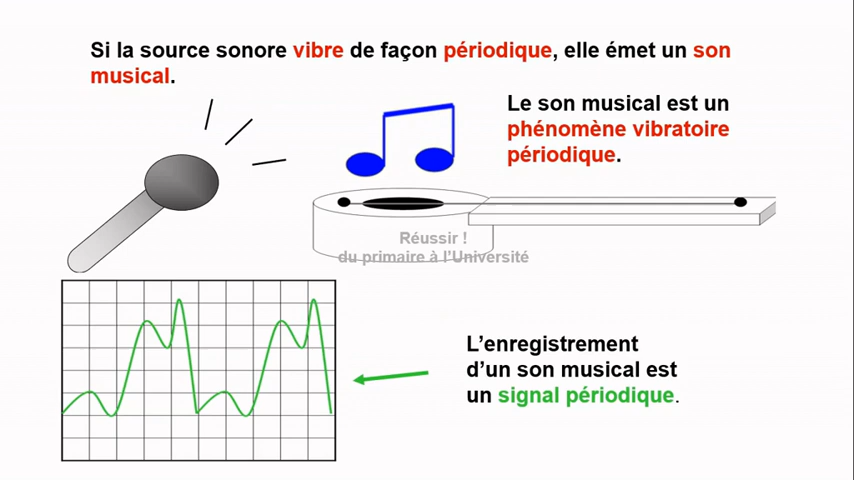 Si la source sonore vibre de façon périodique, elle émet un son
musical.
Le son musical est un
phénomène vibratoire
périodique.
Réussir !
du primaire à l'Université
L'enregistrement
d'un son musical est
un signal périodique.